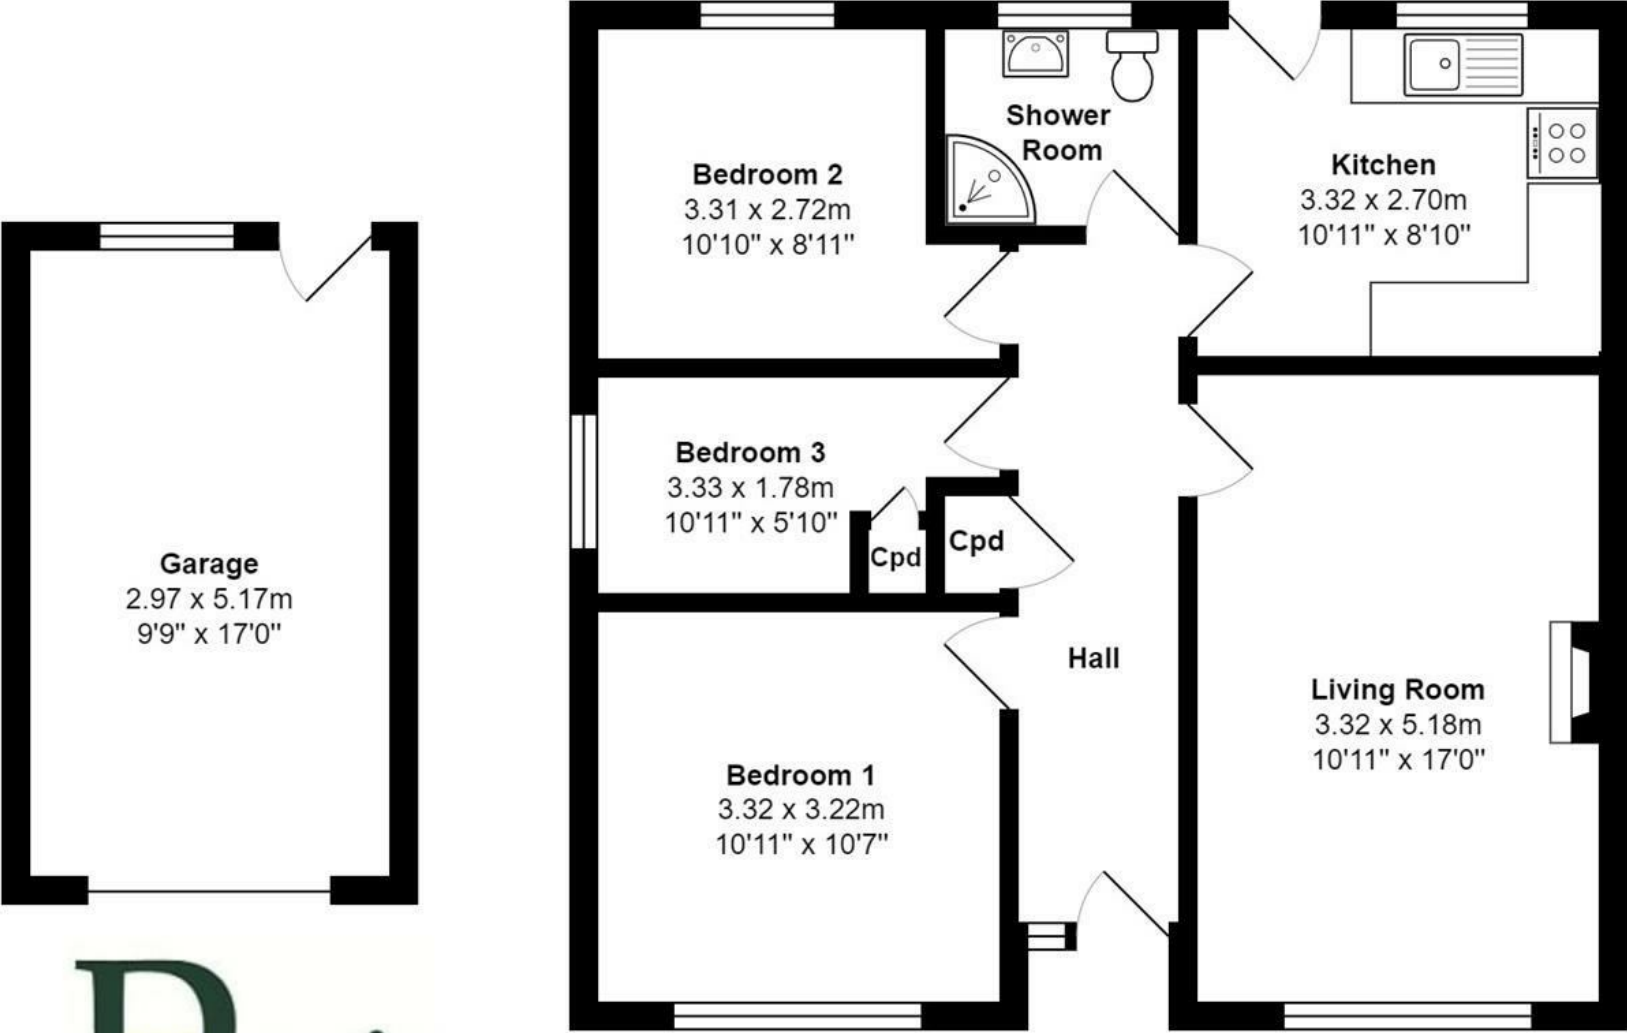 Bedroom 2
3.31 x 2.72m
10'10" x 8'11"
Shower
Room
Kitchen
3.32 x 2.70m
10'11" x 8'10"
Bedroom 3
3.33 x 1.78m
10'11" x 5'10"
Cpd
Cpd
Garage
2.97 x 5.17m
9'9" x 17'0"
Hall
Living Room
3.32 x 5.18m
10'11" x 17'0"
Bedroom 1
3.32 x 3.22m
10'11" x 10'7"